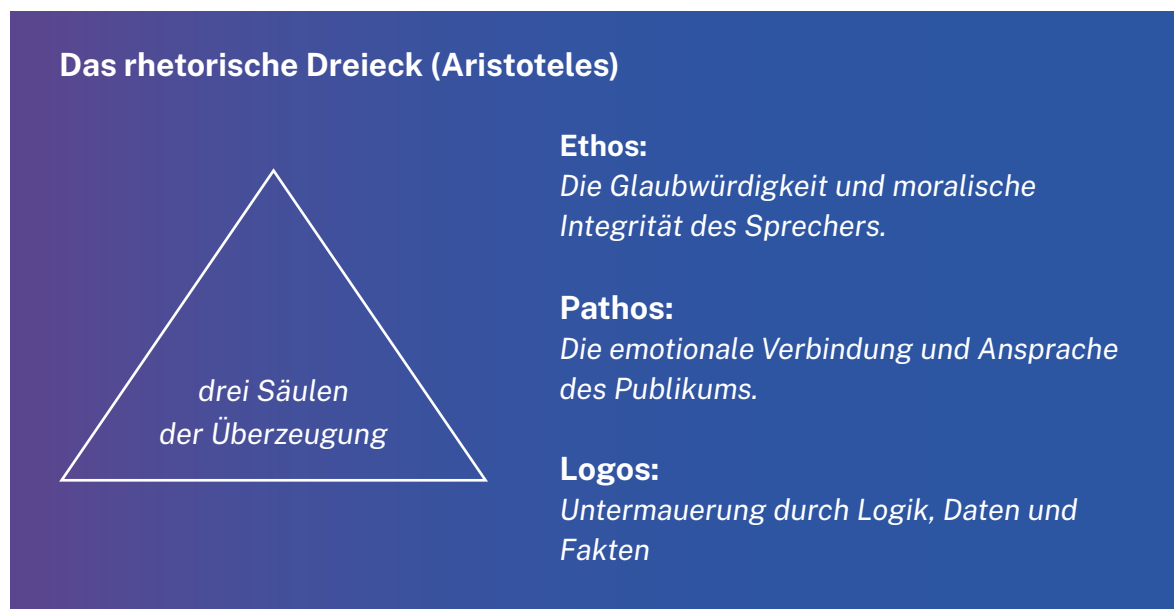 Das rhetorische Dreieck (Aristoteles)
drei Säulen
der Überzeugung
Ethos:
Die Glaubwürdigkeit und moralische
Integrität des Sprechers.
Pathos:
Die emotionale Verbindung und Ansprache
des Publikums.
Logos:
Untermauerung durch Logik, Daten und
Fakten